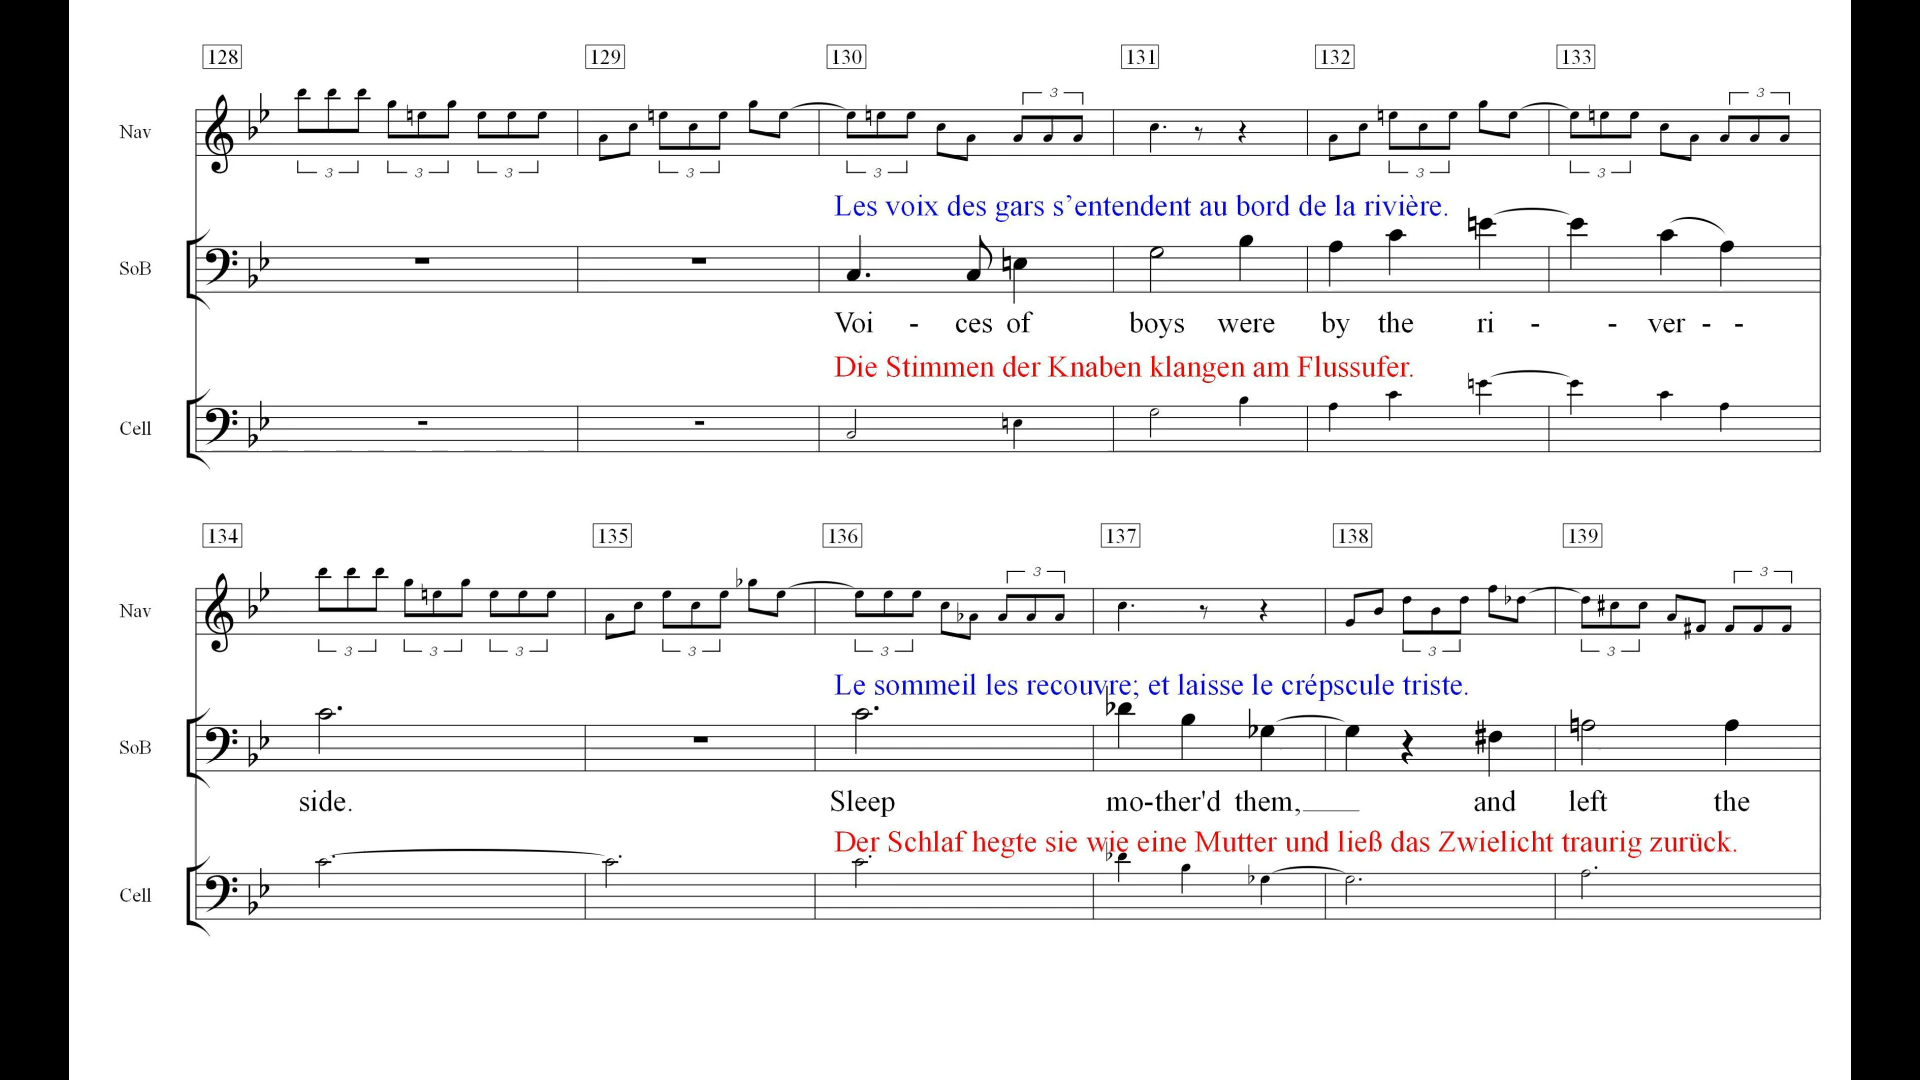 128 129 130 131 132 133
Nav
3 3 3 3 3 3 3 3 3
Les voix des gars s’entendent au bord de la rivière.
SoB
Voi - ces of boys were by the ri - - ver - -
Die Stimmen der Knaben klangen am Flussufer.
Cell
134 135 136 137 138 139
Nav
3 3 3 3 3 3 3 3 3
Le sommeil les recouvre; et laisse le crépscule triste.
SoB
side. Sleep mo-ther'd them, and left the
Der Schlaf hegte sie wie eine Mutter und ließ das Zwielicht traurig zurück.
Cell